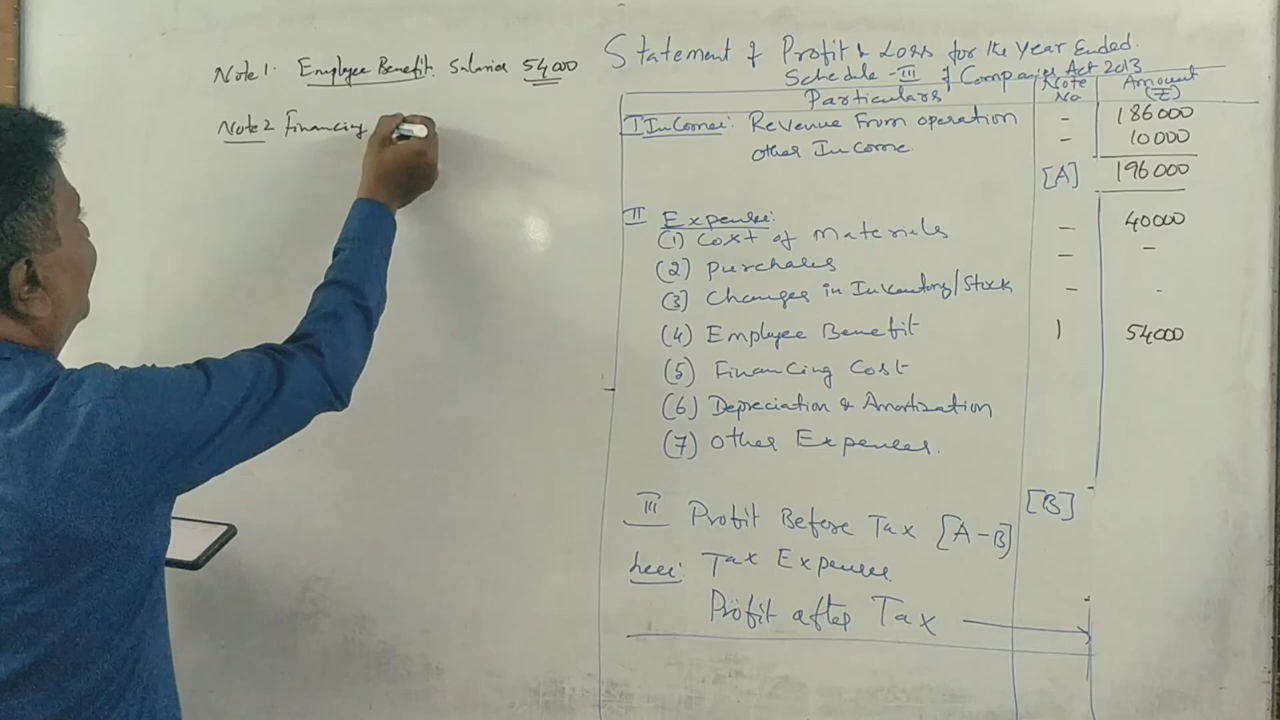 Note 1. Employee Benefit. Salaries 54000
Note 2 Financing
Statement of Profit & Loss for the Year Ended.
Schedule - III of Companies Act 2013
Particulars Note No Amount (₹)
I Income: Revenue From operation - 186000
other Income - 10000
[A] 196000
II Expense:
(1) Cost of Materials - 40000
(2) Purchases - -
(3) Changes in Inventory/Stock - -
(4) Employee Benefit 1 54000
(5) Financing Cost
(6) Depreciation & Amortization
(7) Other Expenses.
[B]
III Profit Before Tax [A-B]
Less: Tax Expenses
Profit after Tax